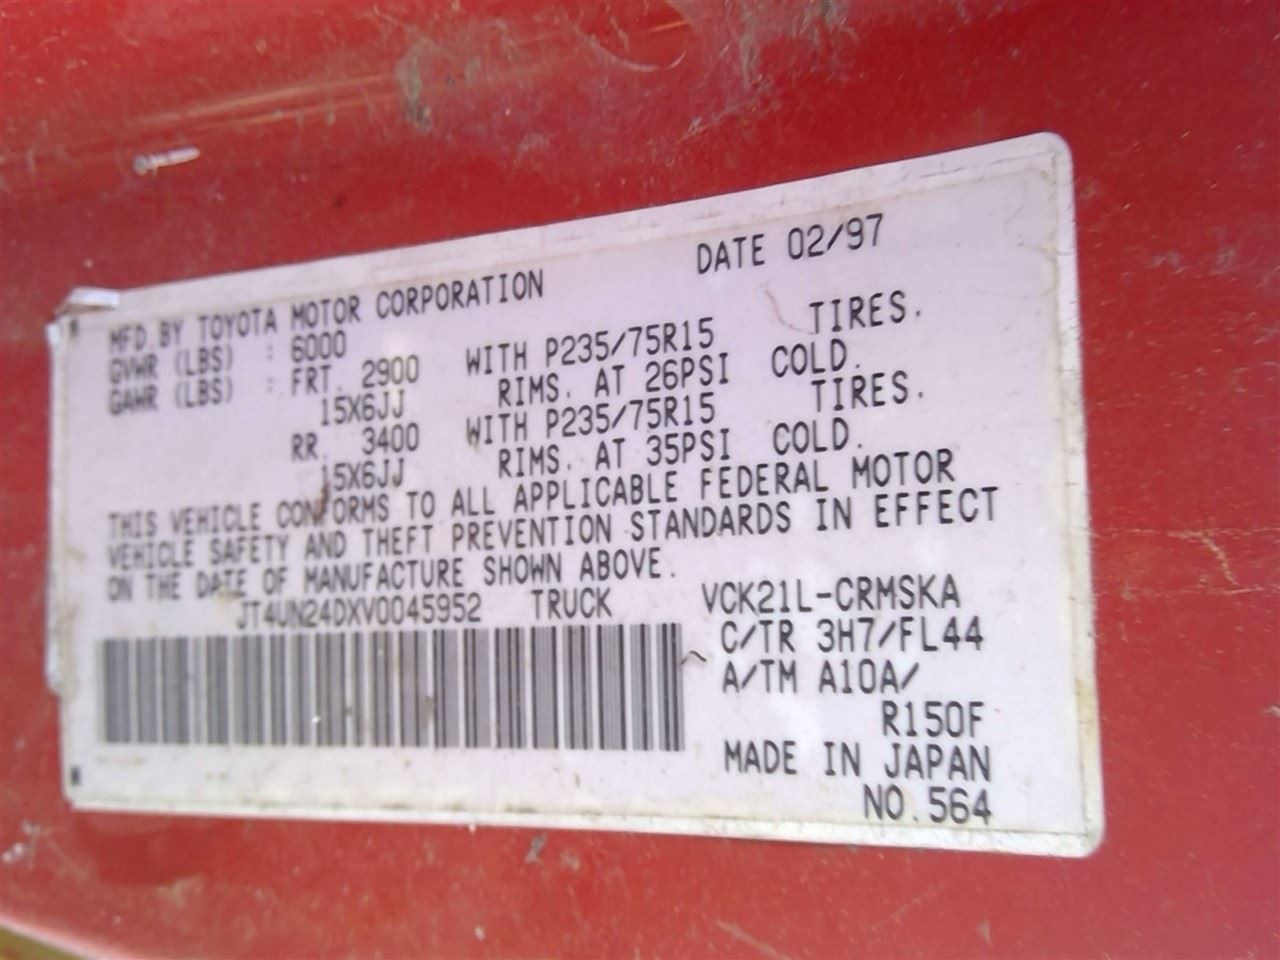 MFD.BY TOYOTA MOTOR CORPORATION DATE 02/97
GVWR (LBS) : 6000
GAWR (LBS) : FRT. 2900 WITH P235/75R15 TIRES.
15X6JJ RIMS. AT 26PSI COLD.
RR. 3400 WITH P235/75R15 TIRES.
15X6JJ RIMS. AT 35PSI COLD.
THIS VEHICLE CONFORMS TO ALL APPLICABLE FEDERAL MOTOR
VEHICLE SAFETY AND THEFT PREVENTION STANDARDS IN EFFECT
ON THE DATE OF MANUFACTURE SHOWN ABOVE.
JT4UN24DXV0045952 TRUCK VCK21L-CRMSKA
C/TR 3H7/FL44
A/TM A10A/
R150F
MADE IN JAPAN
NO.564